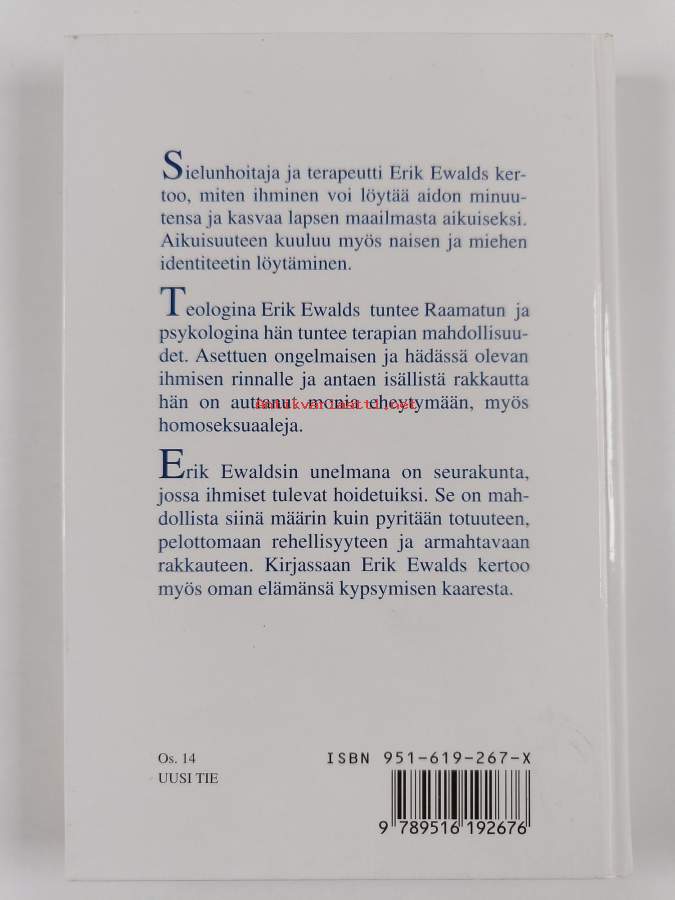 Sielunhoitaja ja terapeutti Erik Ewalds ker-
too, miten ihminen voi löytää aidon minuu-
tensa ja kasvaa lapsen maailmasta aikuiseksi.
Aikuisuuteen kuuluu myös naisen ja miehen
identiteetin löytäminen.
Teologina Erik Ewalds tuntee Raamatun ja
psykologina hän tuntee terapian mahdollisuu-
det. Asettuen ongelmaisen ja hädässä olevan
ihmisen rinnalle ja antaen isällistä rakkautta
hän on auttanut monia eheytymään, myös
antikvariaatti.net
homoseksuaaleja.
Erik Ewaldsin unelmana on seurakunta,
jossa ihmiset tulevat hoidetuiksi. Se on mah-
dollista siinä määrin kuin pyritään totuuteen,
pelottomaan rehellisyyteen ja armahtavaan
rakkauteen. Kirjassaan Erik Ewalds kertoo
myös oman elämänsä kypsymisen kaaresta.
Os. 14
UUSI TIE
ISBN 951-619-267-X
9 789516 192676